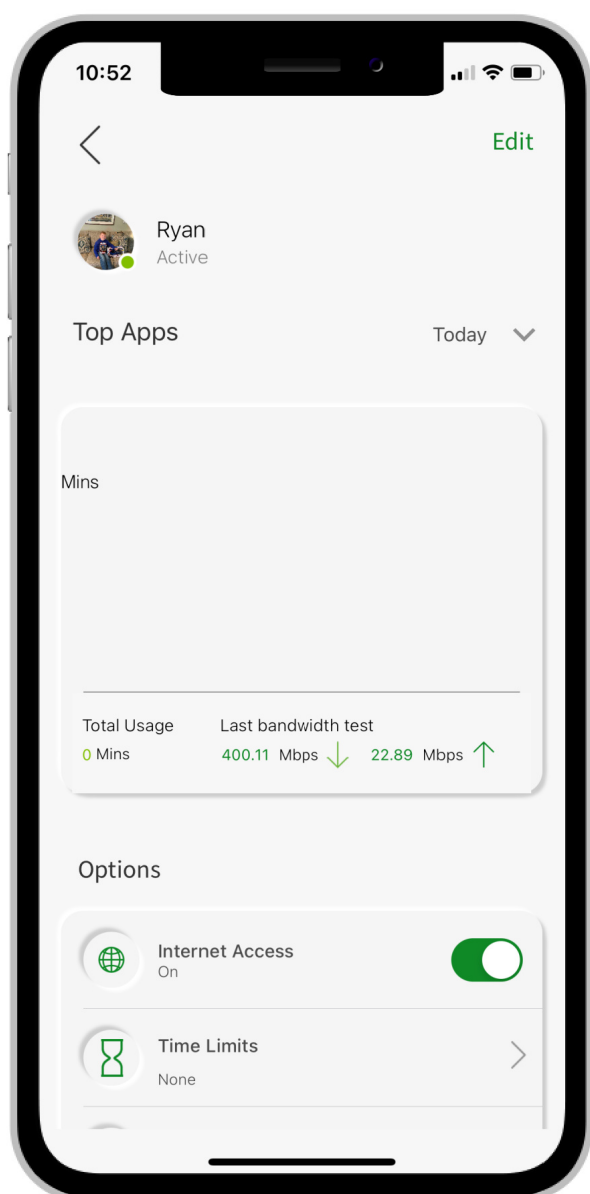 10:52
Edit
Ryan
Active
Top Apps
Today
Mins
Total Usage
Last bandwidth test
0 Mins
400.11 Mbps
22.89 Mbps
Options
Internet Access
On
Time Limits
None